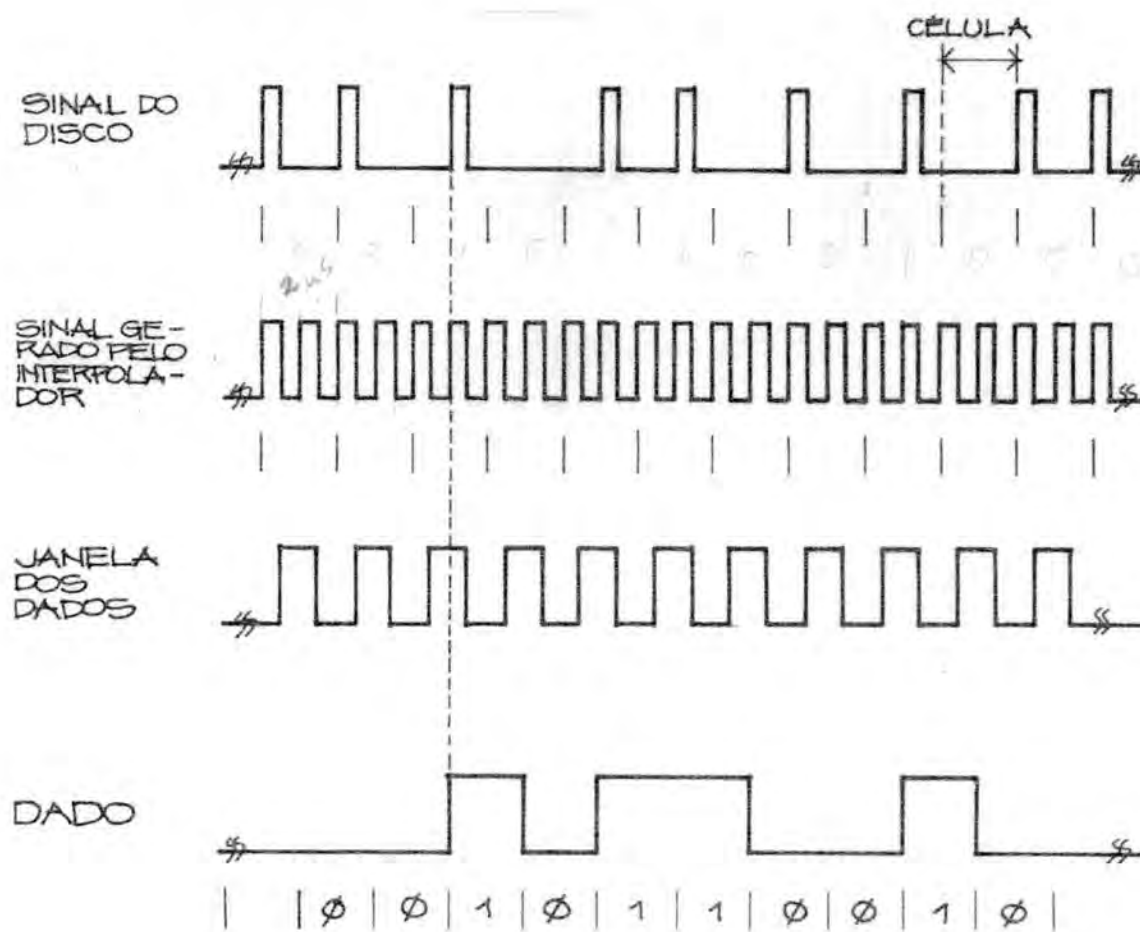 CÉLULA
SINAL DO
DISCO
SINAL GE-
RADO PELO
INTERPOLA-
DOR
JANELA
DOS
DADOS
DADO
Ø Ø 1 Ø 1 1 Ø Ø 1 Ø